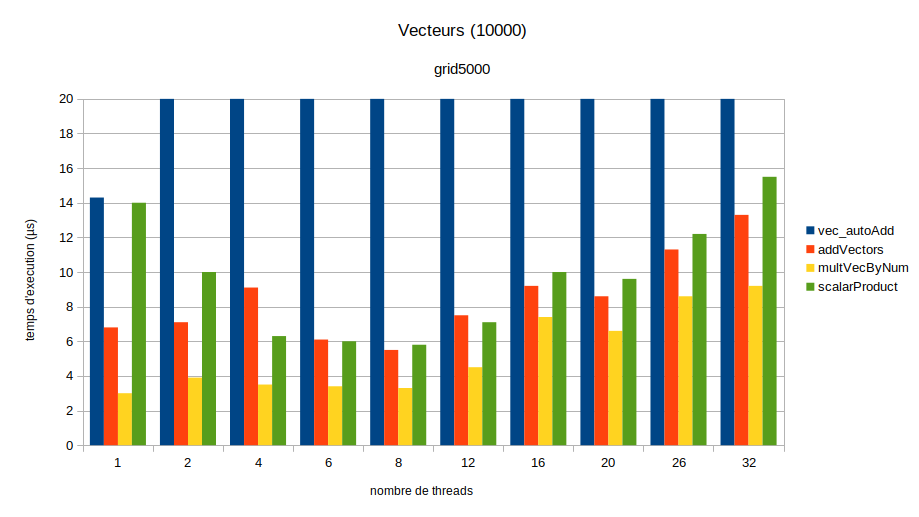 Vecteurs (10000)
grid5000
temps d'execution (µs)
20
18
16
14
12
10
8
6
4
2
0
1 2 4 6 8 12 16 20 26 32
nombre de threads
vec_autoAdd
addVectors
multVecByNum
scalarProduct